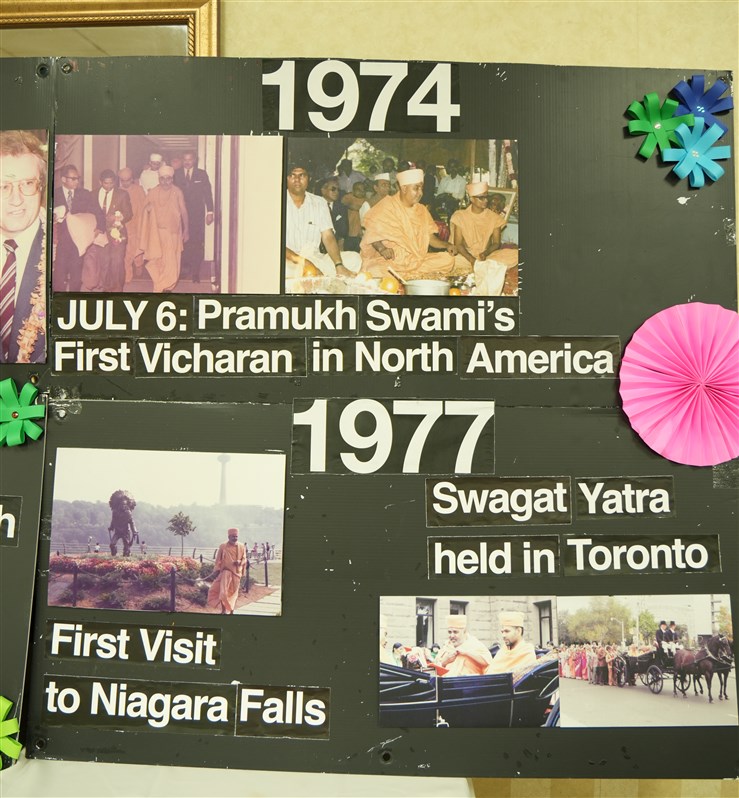 1974
JULY 6: Pramukh Swami's
First Vicharan in North America
1977
Swagat Yatra
held in Toronto
First Visit
to Niagara Falls
h